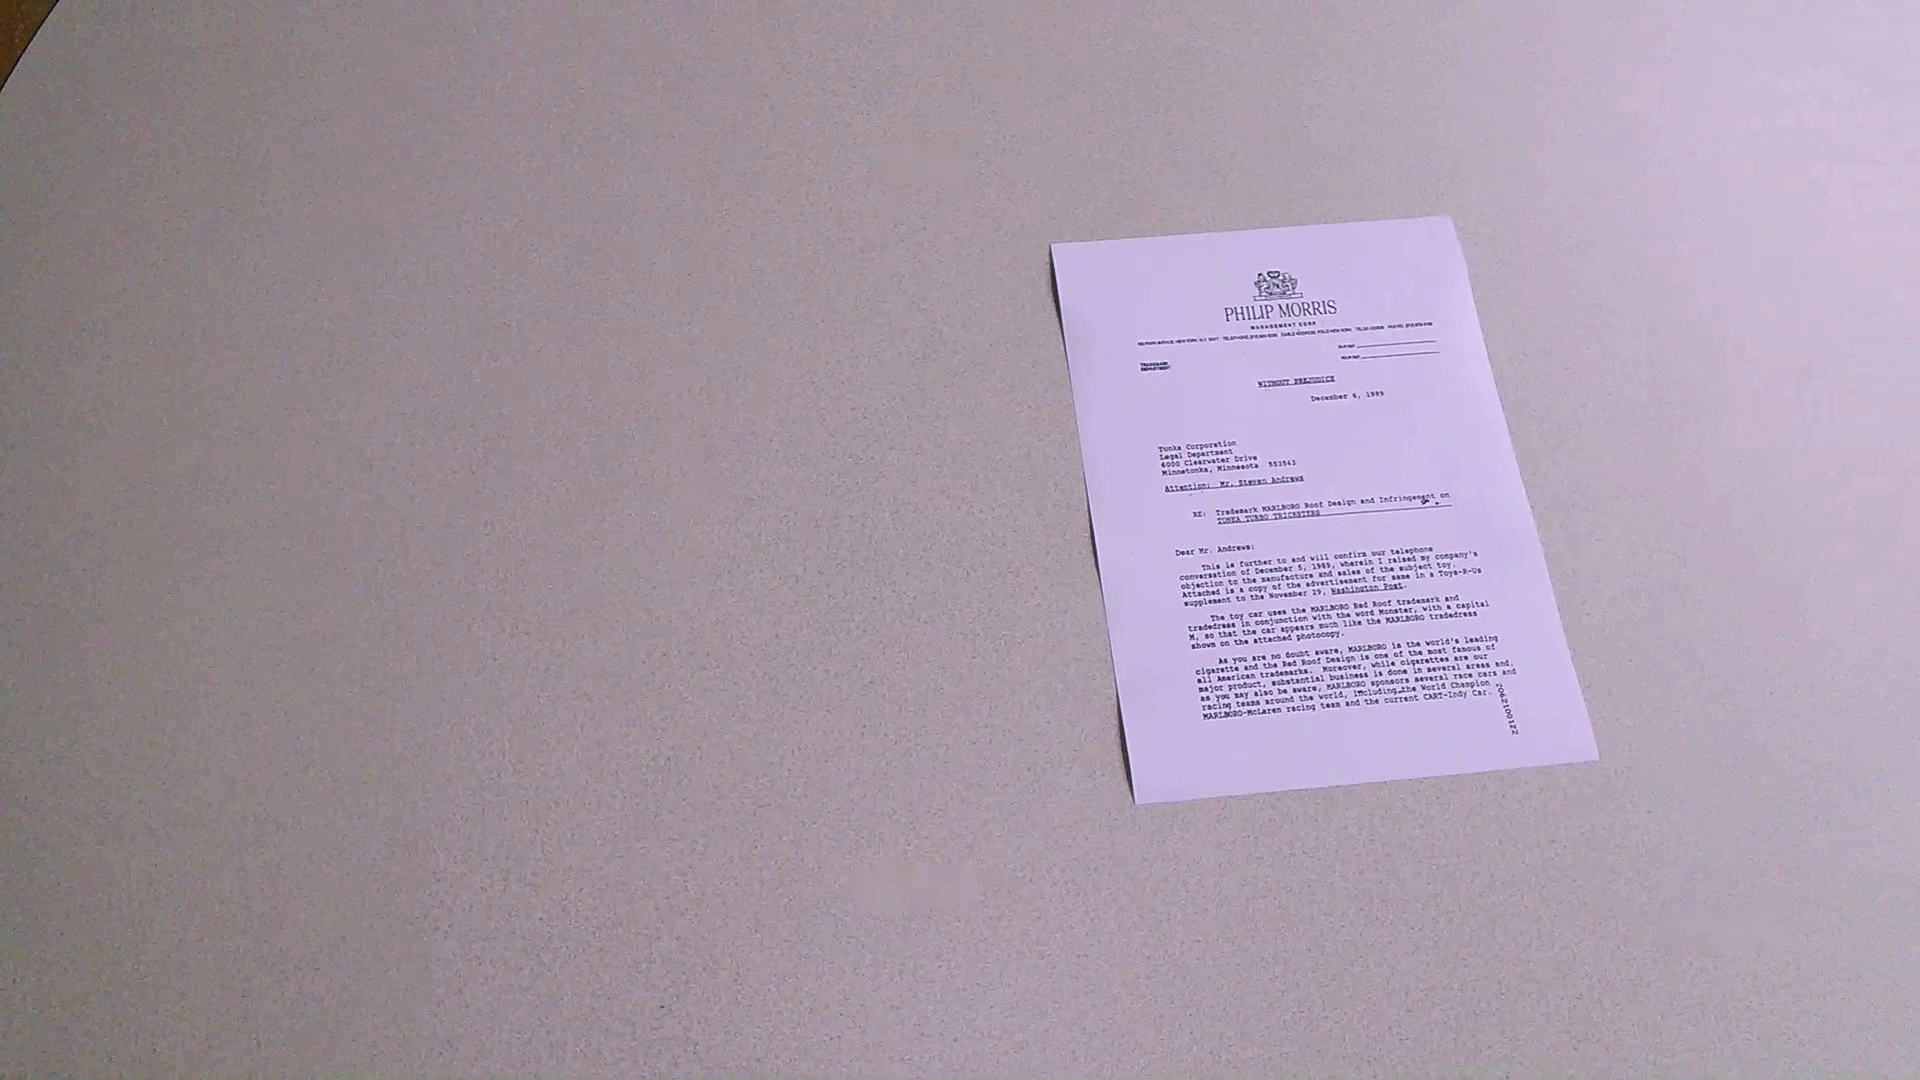 PHILIP MORRIS
MANAGEMENT CORP.
TRADEMARK
DEPARTMENT
WITHOUT PREJUDICE
December 6, 1989
Tonka Corporation
Legal Department
6000 Clearwater Drive
Minnetonka, Minnesota 553543
Attention: Mr. Steven Andrews
RE: Trademark MARLBORO Roof Design and Infringement on
TONKA TURBO TRICKSTERS
Dear Mr. Andrews:
This is further to and will confirm our telephone
conversation of December 5, 1989, wherein I raised my company's
objection to the manufacture and sales of the subject toy.
Attached is a copy of the advertisement for same in a Toys-R-Us
supplement to the November 29, Washington Post.
The toy car uses the MARLBORO Red Roof trademark and
tradedress in conjunction with the word Monster, with a capital
M, so that the car appears much like the MARLBORO tradedress
shown on the attached photocopy.
As you are no doubt aware, MARLBORO is the world's leading
cigarette and the Red Roof Design is one of the most famous of
all American trademarks. Moreover, while cigarettes are our
major product, substantial business is done in several areas and,
as you may also be aware, MARLBORO sponsors several race cars and
racing teams around the world, including the World Champion
MARLBORO-McLaren racing team and the current CART-Indy Car.